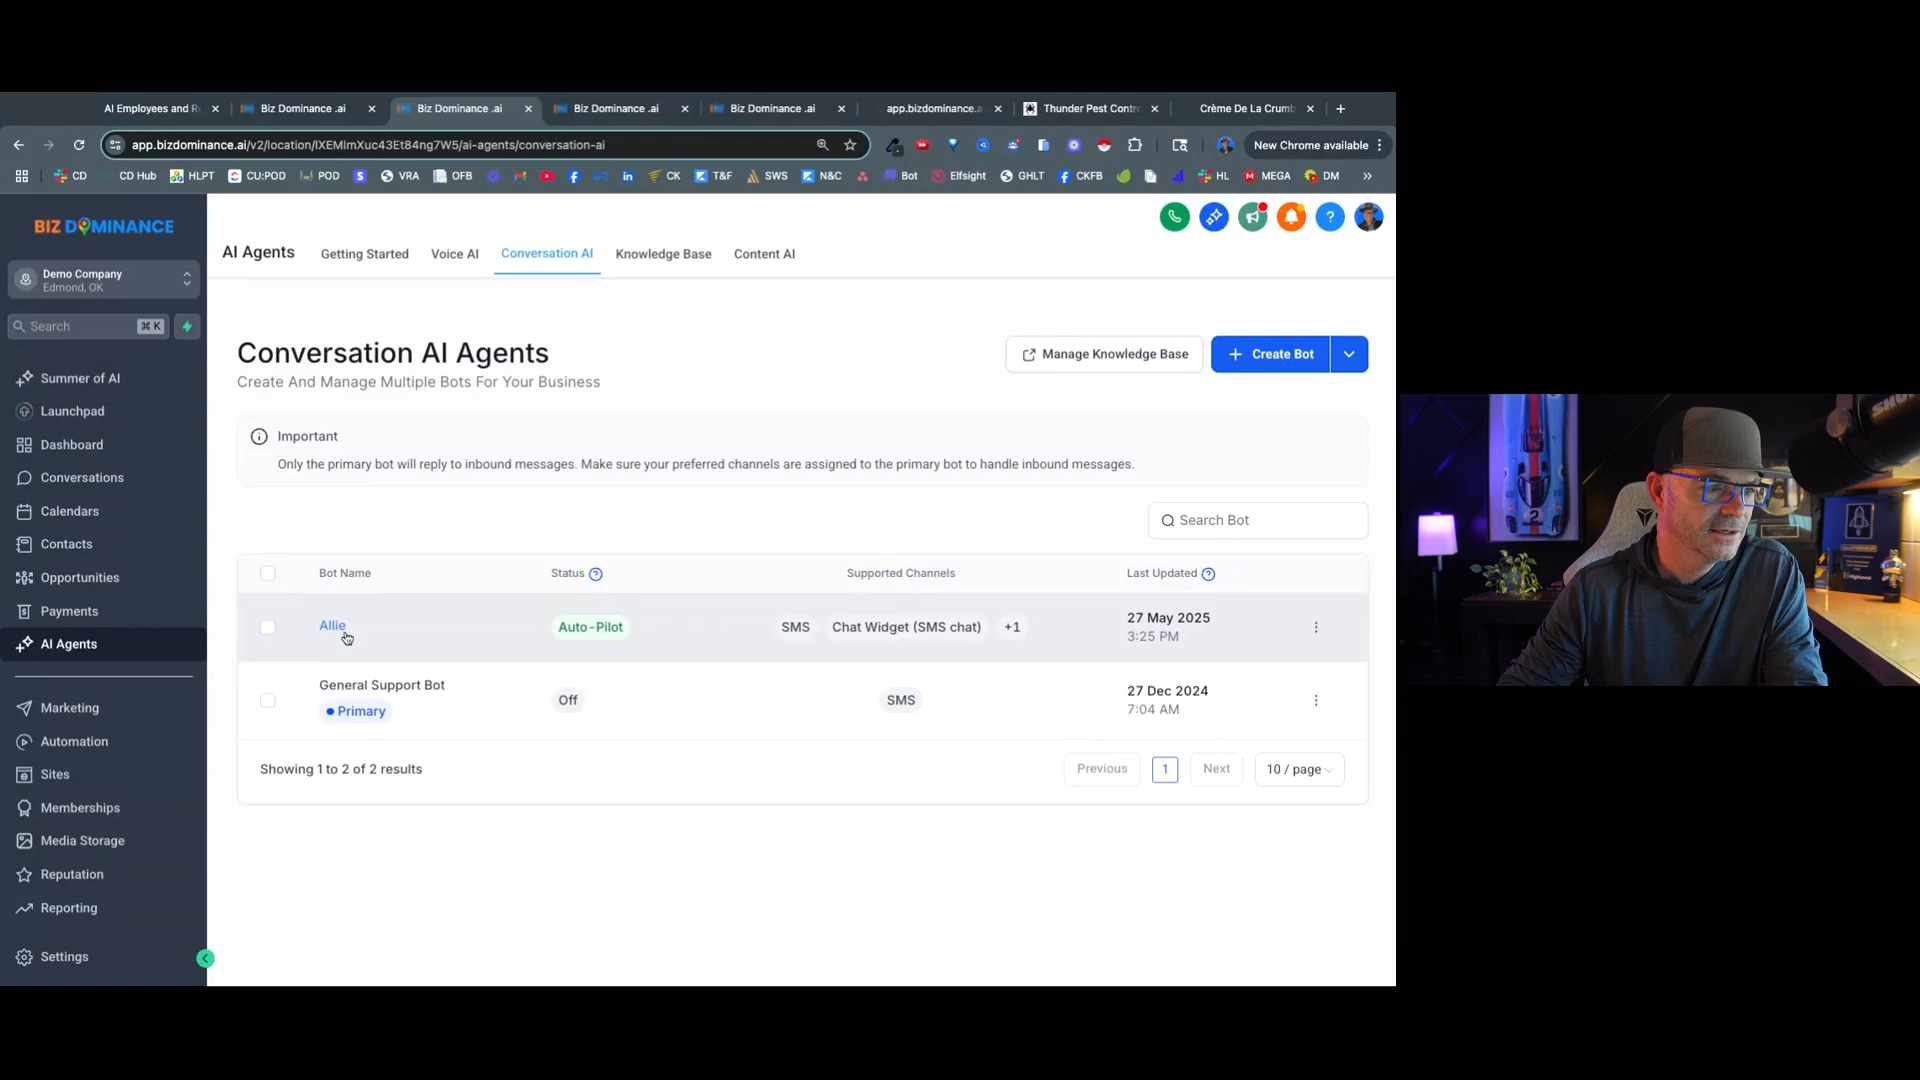 AI Employees and R
Biz Dominance .ai
Biz Dominance .ai
Biz Dominance .ai
Biz Dominance .ai
app.bizdominance.a
Thunder Pest Contr
Crème De La Crumb
app.bizdominance.ai/v2/location/IXEMlmXuc43Et84ng7W5/ai-agents/conversation-ai
New Chrome available
CD
CD Hub
HLPT
CU:POD
POD
VRA
OFB
CK
T&F
SWS
N&C
Bot
Elfsight
GHLT
CKFB
HL
MEGA
DM
BIZ DOMINANCE
Demo Company
Edmond, OK
Search
⌘ K
Summer of AI
Launchpad
Dashboard
Conversations
Calendars
Contacts
Opportunities
Payments
AI Agents
Marketing
Automation
Sites
Memberships
Media Storage
Reputation
Reporting
Settings
AI Agents
Getting Started
Voice AI
Conversation AI
Knowledge Base
Content AI
Conversation AI Agents
Create And Manage Multiple Bots For Your Business
Manage Knowledge Base
+ Create Bot
Important
Only the primary bot will reply to inbound messages. Make sure your preferred channels are assigned to the primary bot to handle inbound messages.
Search Bot
Bot Name
Status
Supported Channels
Last Updated
Allie
Auto-Pilot
SMS
Chat Widget (SMS chat)
+1
27 May 2025
3:25 PM
General Support Bot
Primary
Off
SMS
27 Dec 2024
7:04 AM
Showing 1 to 2 of 2 results
Previous
1
Next
10 / page
2